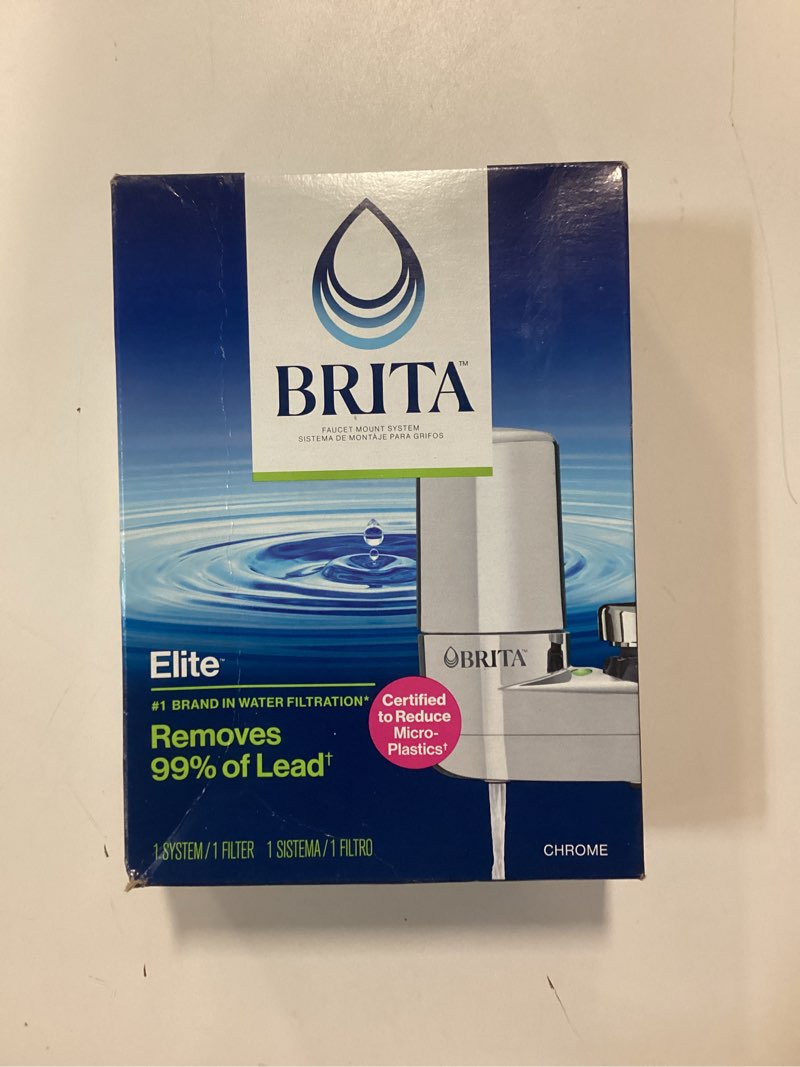 BRITA™
FAUCET MOUNT SYSTEM
SISTEMA DE MONTAJE PARA GRIFOS
BRITA™
Elite™
#1 BRAND IN WATER FILTRATION*
Removes
99% of Lead†
Certified
to Reduce
Micro-
Plastics†
1 SYSTEM / 1 FILTER 1 SISTEMA / 1 FILTRO
CHROME